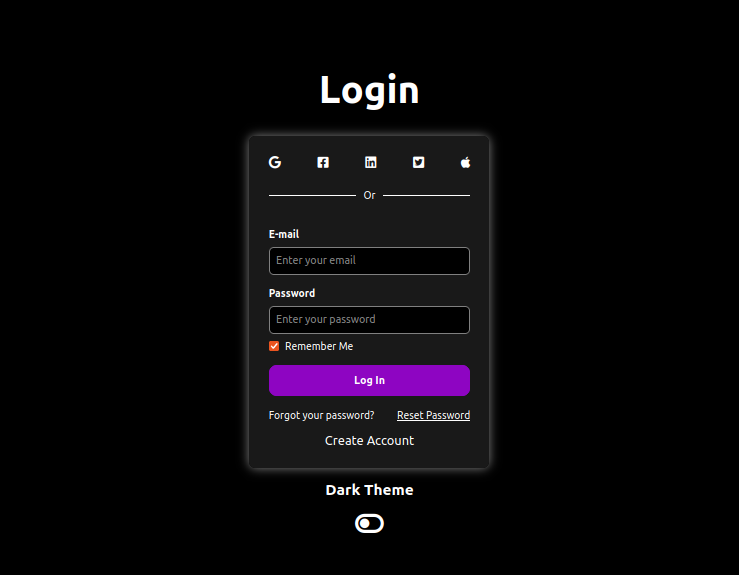 Login
Or
E-mail
Enter your email
Password
Enter your password
Remember Me
Log In
Forgot your password? Reset Password
Create Account
Dark Theme